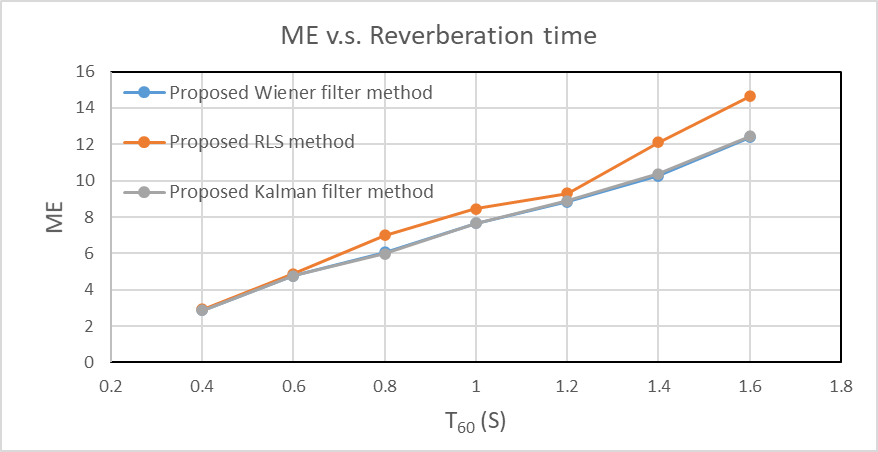 ME v.s. Reverberation time
16
14
12
10
8
6
4
2
0
ME
Proposed Wiener filter method
Proposed RLS method
Proposed Kalman filter method
0.2 0.4 0.6 0.8 1 1.2 1.4 1.6 1.8
T60 (S)